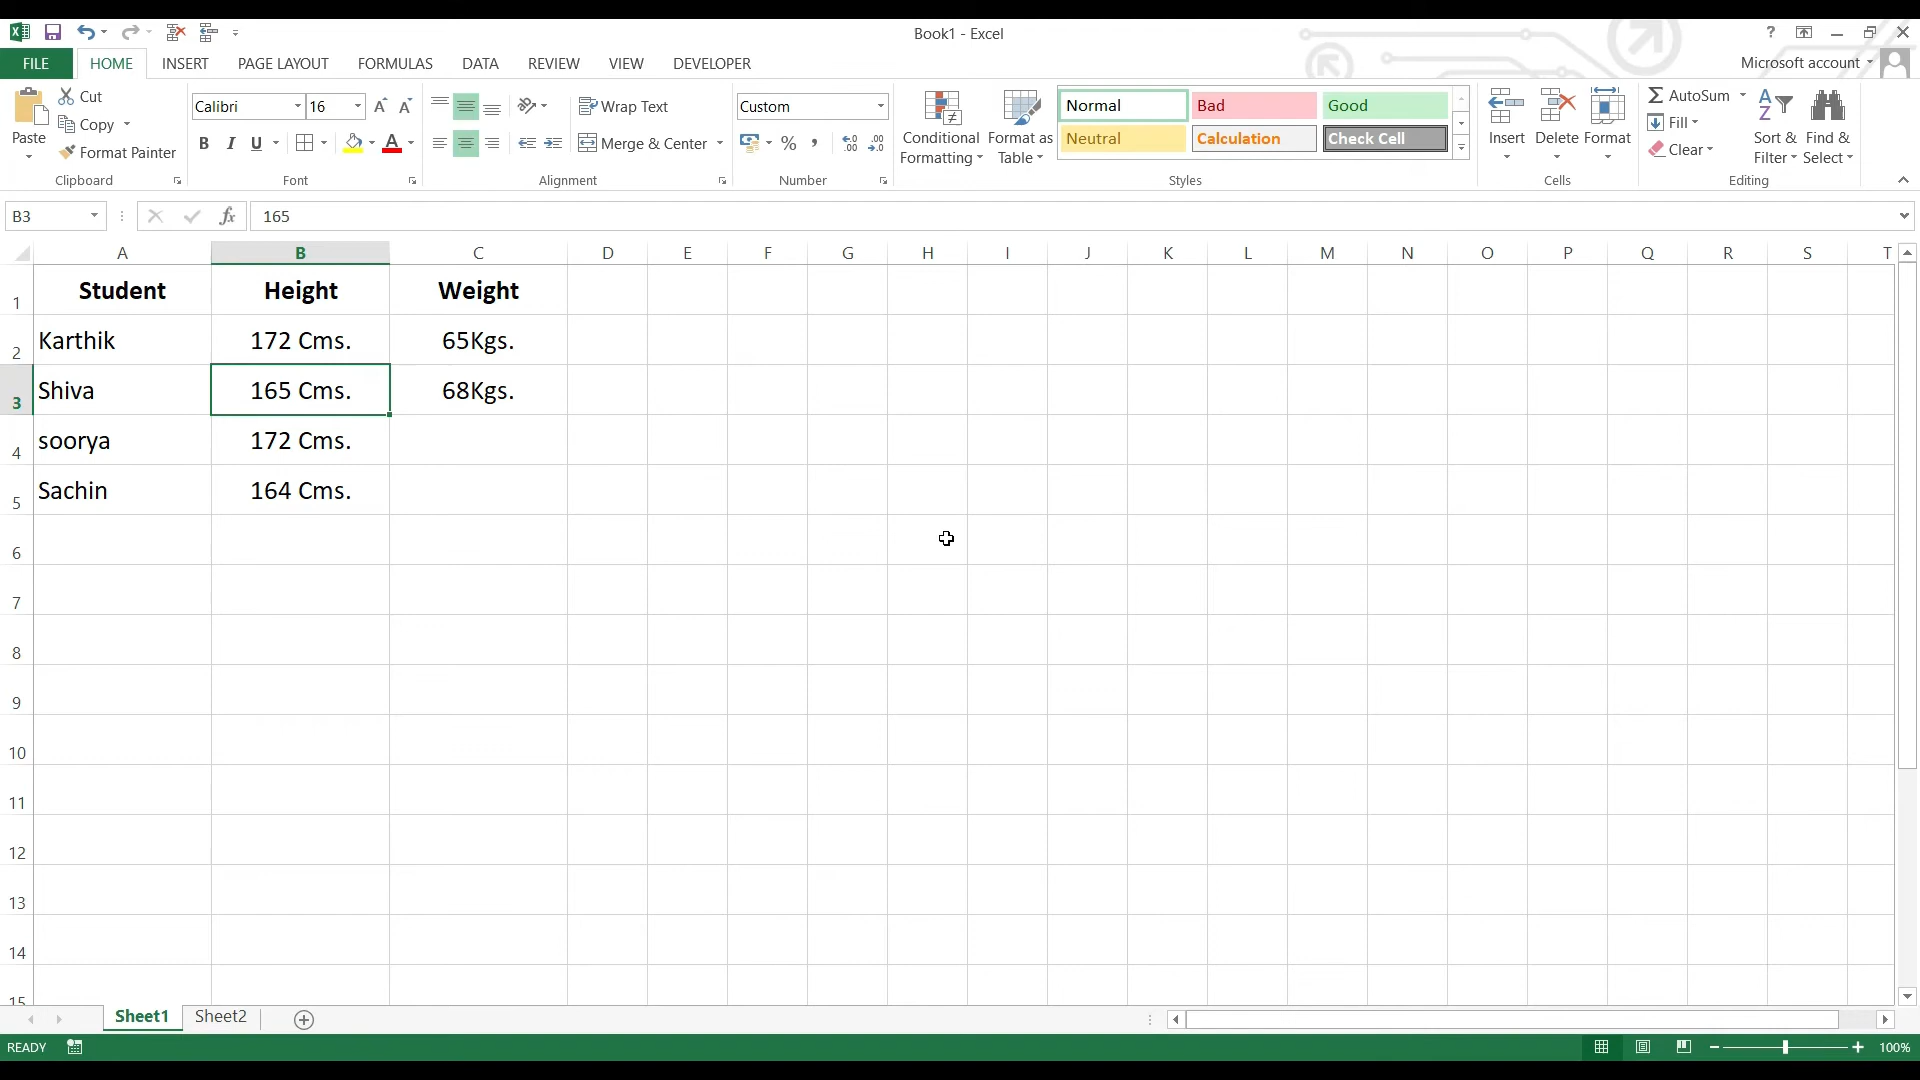 Book1 - Excel
?
FILE HOME INSERT PAGE LAYOUT FORMULAS DATA REVIEW VIEW DEVELOPER Microsoft account
Paste
Cut
Copy
Format Painter
Clipboard
Calibri 16
B I U A
Font
Wrap Text
Merge & Center
Alignment
Custom
% ,
Number
Conditional Formatting
Format as Table
Normal Bad Good
Neutral Calculation Check Cell
Styles
Insert Delete Format
Cells
AutoSum
Fill
Clear
Sort & Filter
Find & Select
Editing
B3 fx 165
A B C D E F G H I J K L M N O P Q R S T
1 Student Height Weight
2 Karthik 172 Cms. 65Kgs.
3 Shiva 165 Cms. 68Kgs.
4 soorya 172 Cms.
5 Sachin 164 Cms.
6
7
8
9
10
11
12
13
14
15
Sheet1 Sheet2
READY 100%